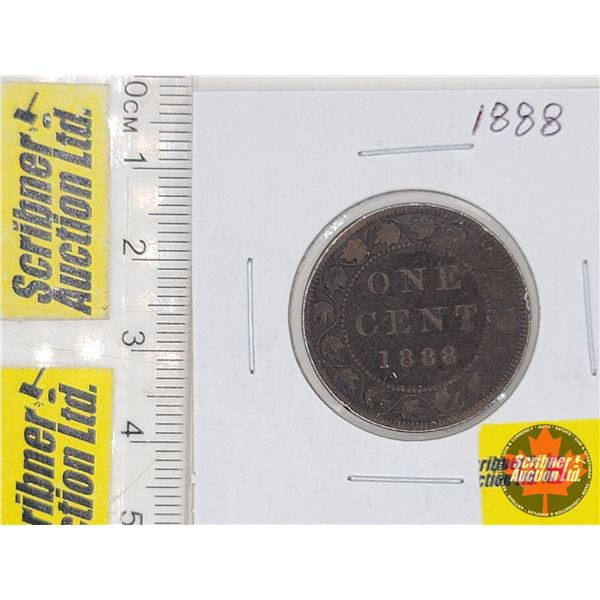 Scribner
Auction Ltd.
0CM 1 2 3 4 5
1888
ONE
CENT
1888
Scribner
Auction Ltd.
Scribner
Auction Ltd.